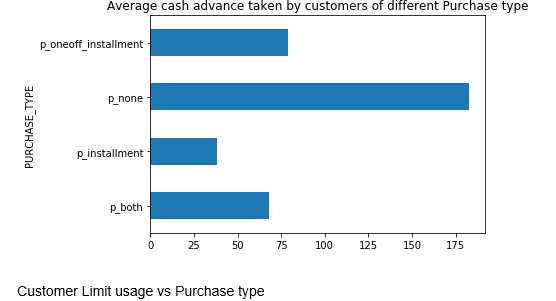 Average cash advance taken by customers of different Purchase type
p_oneoff_installment
p_none
PURCHASE_TYPE
p_installment
p_both
0 25 50 75 100 125 150 175
Customer Limit usage vs Purchase type